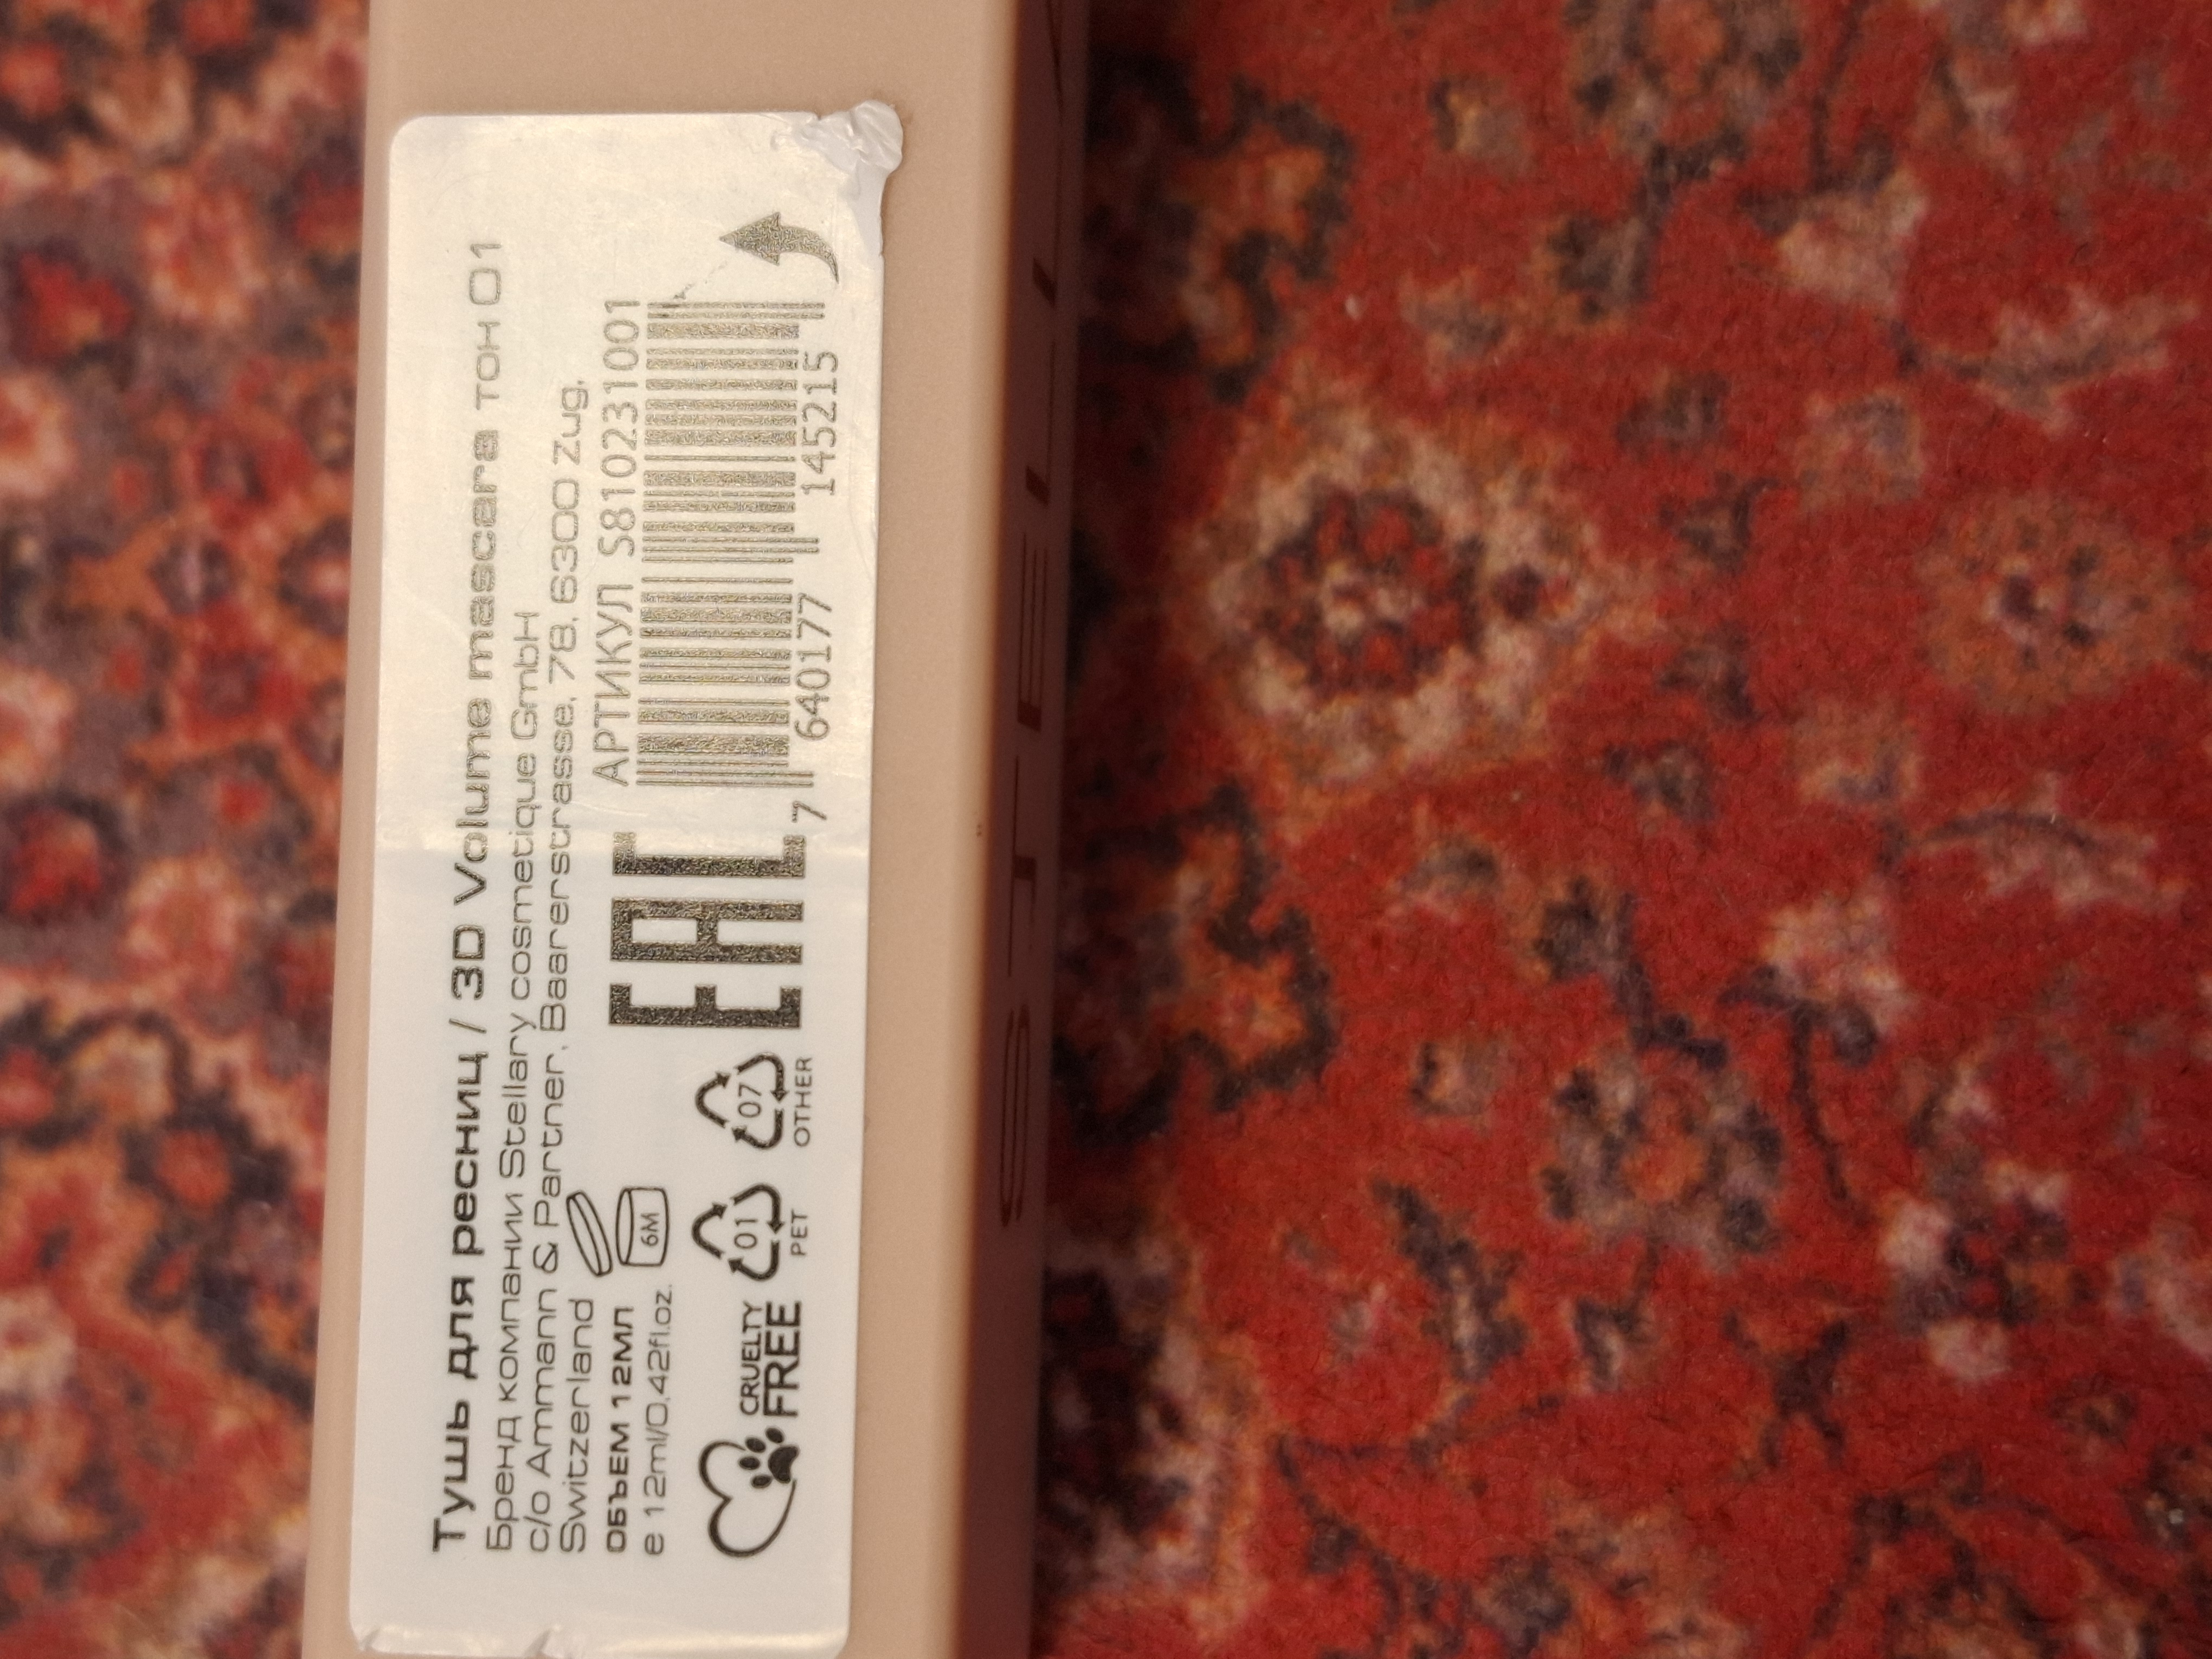 Тушь для ресниц / 3D Volume mascara тон 01
Бренд компании Stellary cosmetique GmbH
c/o Ammann & Partner, Baarerstrasse, 78, 6300 Zug,
Switzerland
ОБЪЕМ 12МЛ
e 12ml/0,42fl.oz.
6M
АРТИКУЛ S810231001
EAC
7 640177 145215
CRUELTY
FREE
01
PET
07
OTHER